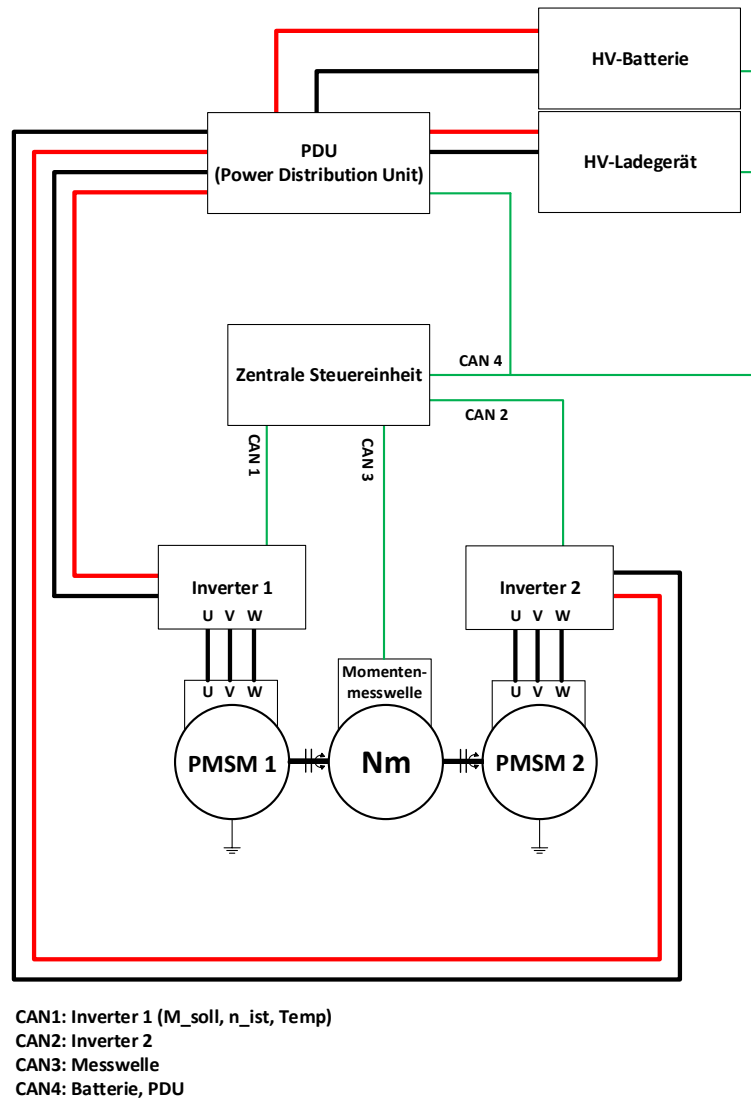 HV-Batterie
PDU
(Power Distribution Unit)
HV-Ladegerät
Zentrale Steuereinheit
CAN 4
CAN 2
CAN 1
CAN 3
Inverter 1
U V W
Inverter 2
U V W
U V W
Momenten-
messwelle
U V W
PMSM 1
Nm
PMSM 2
CAN1: Inverter 1 (M_soll, n_ist, Temp)
CAN2: Inverter 2
CAN3: Messwelle
CAN4: Batterie, PDU